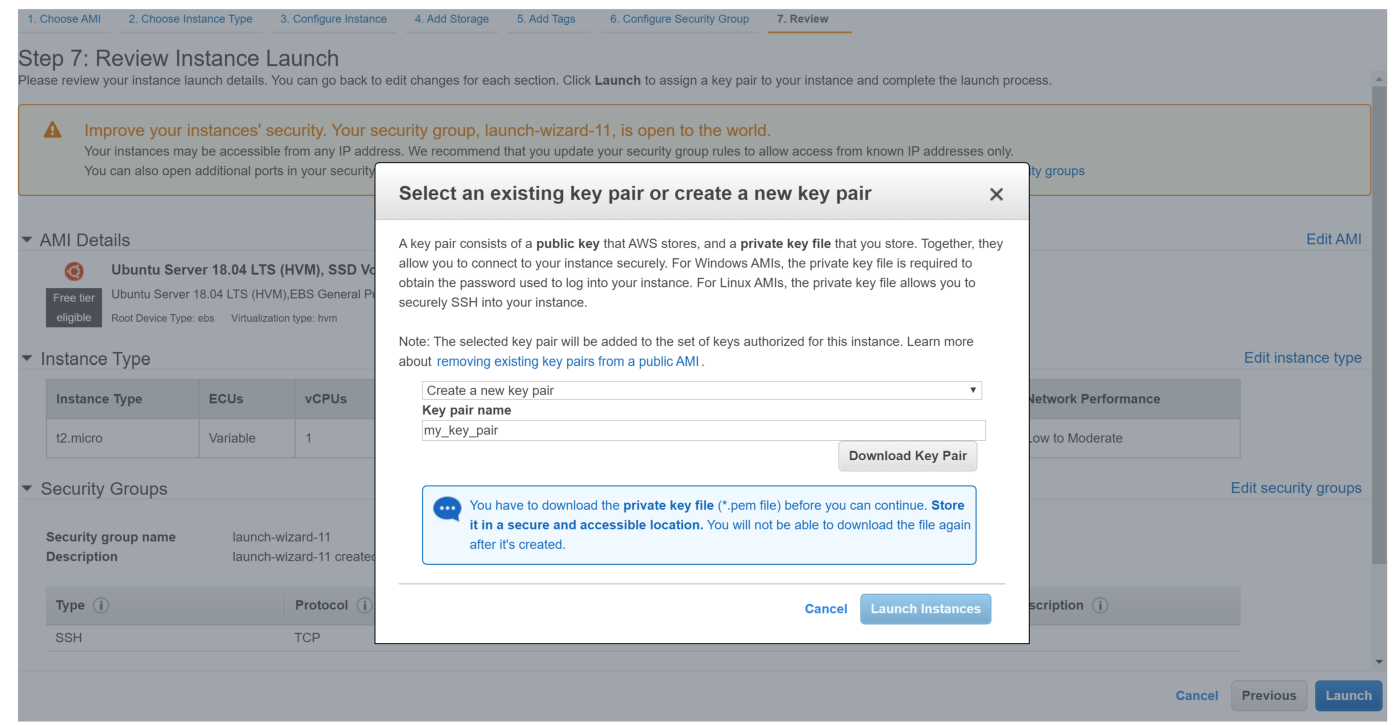 1. Choose AMI 2. Choose Instance Type 3. Configure Instance 4. Add Storage 5. Add Tags 6. Configure Security Group 7. Review
Step 7: Review Instance Launch
Please review your instance launch details. You can go back to edit changes for each section. Click Launch to assign a key pair to your instance and complete the launch process.
Improve your instances' security. Your security group, launch-wizard-11, is open to the world.
Your instances may be accessible from any IP address. We recommend that you update your security group rules to allow access from known IP addresses only.
You can also open additional ports in your security
ity groups
AMI Details
Edit AMI
Ubuntu Server 18.04 LTS (HVM), SSD Vo
Free tier
eligible
Ubuntu Server 18.04 LTS (HVM),EBS General Pu
Root Device Type: ebs Virtualization type: hvm
Instance Type
Edit instance type
Instance Type ECUs vCPUs
Network Performance
t2.micro Variable 1
Low to Moderate
Security Groups
Edit security groups
Security group name launch-wizard-11
Description launch-wizard-11 created
Type i Protocol i
scription i
SSH TCP
Cancel Previous Launch
Select an existing key pair or create a new key pair
A key pair consists of a public key that AWS stores, and a private key file that you store. Together, they
allow you to connect to your instance securely. For Windows AMIs, the private key file is required to
obtain the password used to log into your instance. For Linux AMIs, the private key file allows you to
securely SSH into your instance.
Note: The selected key pair will be added to the set of keys authorized for this instance. Learn more
about removing existing key pairs from a public AMI .
Create a new key pair
Key pair name
my_key_pair
Download Key Pair
You have to download the private key file (*.pem file) before you can continue. Store
it in a secure and accessible location. You will not be able to download the file again
after it's created.
Cancel Launch Instances